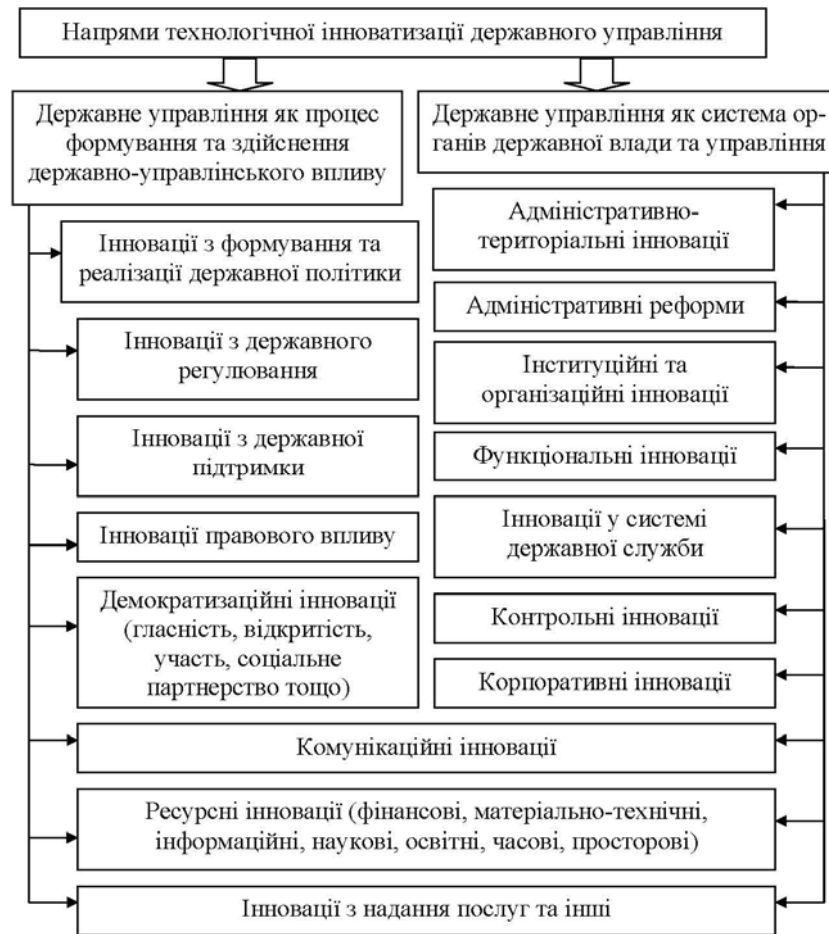 Напрями технологічної інноватизації державного управління
Державне управління як процес
формування та здійснення
державно-управлінського впливу
Державне управління як система ор-
ганів державної влади та управління
Інновації з формування та
реалізації державної політики
Інновації з державного
регулювання
Інновації з державної
підтримки
Інновації правового впливу
Демократизаційні інновації
(гласність, відкритість,
участь, соціальне
партнерство тощо)
Адміністративно-
територіальні інновації
Адміністративні реформи
Інституційні та
організаційні інновації
Функціональні інновації
Інновації у системі
державної служби
Контрольні інновації
Корпоративні інновації
Комунікаційні інновації
Ресурсні інновації (фінансові, матеріально-технічні,
інформаційні, наукові, освітні, часові, просторові)
Інновації з надання послуг та інші